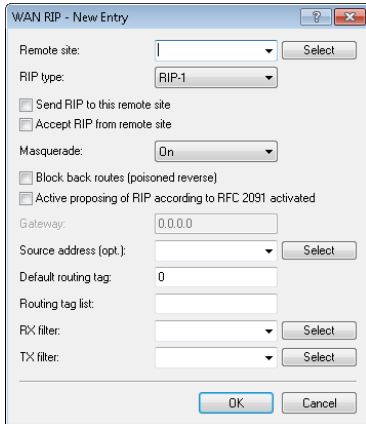 WAN RIP - New Entry
Remote site: Select
RIP type: RIP-1
Send RIP to this remote site
Accept RIP from remote site
Masquerade: On
Block back routes (poisoned reverse)
Active proposing of RIP according to RFC 2091 activated
Gateway: 0.0.0.0
Source address (opt.): Select
Default routing tag: 0
Routing tag list:
RX filter: Select
TX filter: Select
OK Cancel